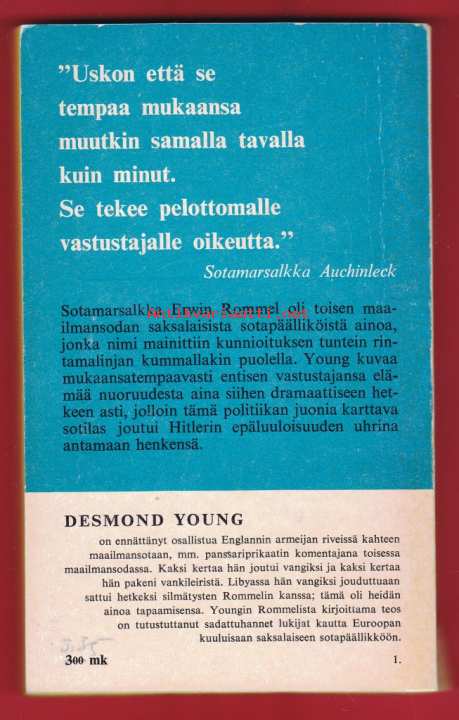 ”Uskon että se
tempaa mukaansa
muutkin samalla tavalla
kuin minut.
Se tekee pelottomalle
vastustajalle oikeutta.”
Sotamarsalkka Auchinleck
Sotamarsalkka Erwin Rommel oli toisen maa-
ilmansodan saksalaisista sotapäälliköistä ainoa,
jonka nimi mainittiin kunnioituksen tuntein rin-
tamalinjan kummallakin puolella. Young kuvaa
mukaansatempaavasti entisen vastustajansa elä-
mää nuoruudesta aina siihen dramaattiseen het-
keen asti, jolloin tämä politiikan juonia karttava
sotilas joutui Hitlerin epäluuloisuuden uhrina
antamaan henkensä.
DESMOND YOUNG
on ennättänyt osallistua Englannin armeijan riveissä kahteen
maailmansotaan, mm. panssariprikaatin komentajana toisessa
maailmansodassa. Kaksi kertaa hän joutui vangiksi ja kaksi kertaa
hän pakeni vankileiristä. Libyassa hän vangiksi jouduttuaan
sattui hetkeksi silmätysten Rommelin kanssa; tämä oli heidän
ainoa tapaamisensa. Youngin Rommelista kirjoittama teos
on tutustuttanut sadattuhannet lukijat kautta Euroopan
kuuluisaan saksalaiseen sotapäällikköön.
300 mk
1.